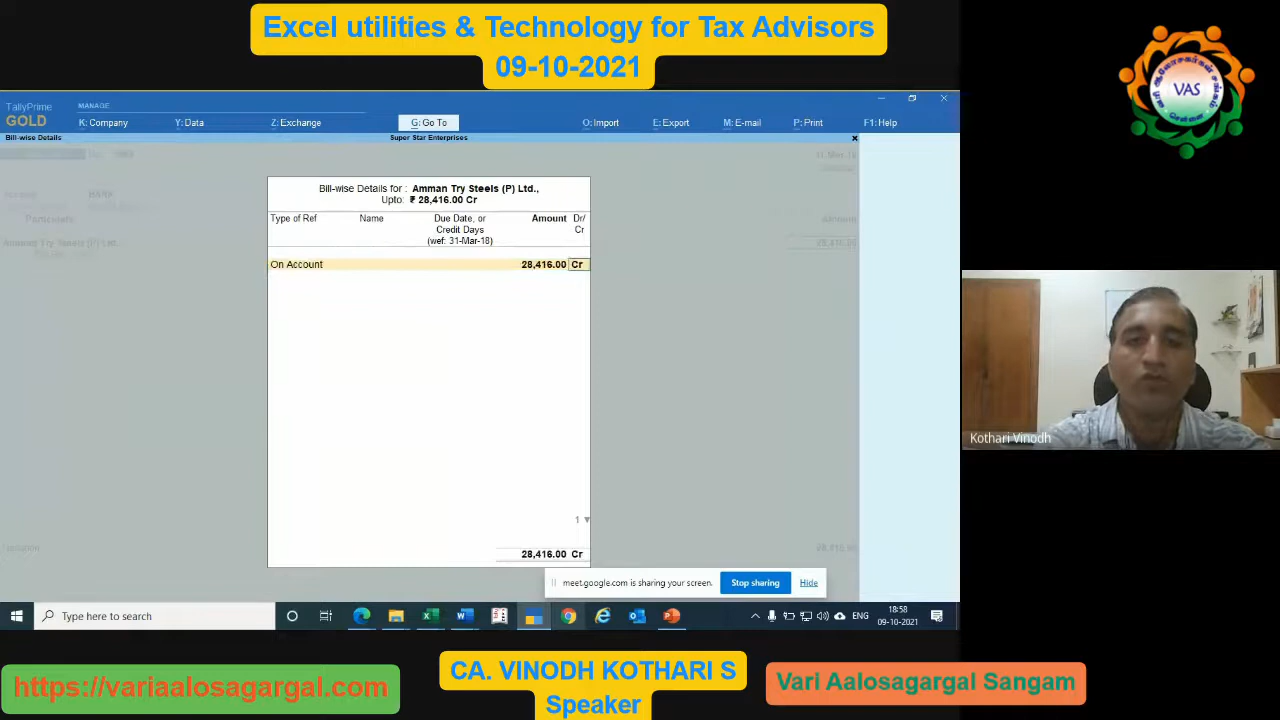 Excel utilities & Technology for Tax Advisors
09-10-2021
VAS
TallyPrime
GOLD
MANAGE
K: Company
Y: Data
Z: Exchange
G: Go To
O: Import
E: Export
M: E-mail
P: Print
F1: Help
Bill-wise Details
Super Star Enterprises
Bill-wise Details for : Amman Try Steels (P) Ltd.,
Upto: ₹ 28,416.00 Cr
Type of Ref Name Due Date, or Amount Dr/
Credit Days Cr
(wef: 31-Mar-18)
On Account 28,416.00 Cr
1
28,416.00 Cr
meet.google.com is sharing your screen.
Stop sharing
Hide
Kothari Vinodh
Type here to search
ENG
18:58
09-10-2021
https://variaalosagargal.com
CA. VINODH KOTHARI S
Speaker
Vari Aalosagargal Sangam